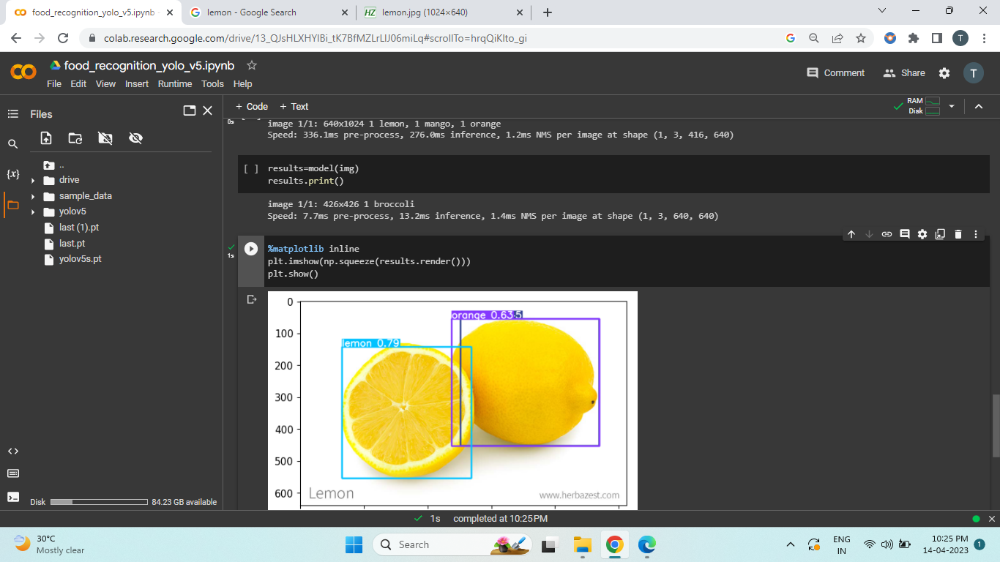 food_recognition_yolo_v5.ipynb -
lemon - Google Search
HZ lemon.jpg (1024×640)
colab.research.google.com/drive/13_QJsHLXHYlBi_tK7BfMZLrLlJ06miLq#scrollTo=hrqQiKlto_gi
T
food_recognition_yolo_v5.ipynb
File Edit View Insert Runtime Tools Help
Comment Share T
Files
+ Code + Text
RAM
Disk
..
drive
sample_data
yolov5
last (1).pt
last.pt
yolov5s.pt
Disk 84.23 GB available
{x}
0s
image 1/1: 640x1024 1 lemon, 1 mango, 1 orange
Speed: 336.1ms pre-process, 276.0ms inference, 1.2ms NMS per image at shape (1, 3, 416, 640)
[ ] results=model(img)
results.print()
image 1/1: 426x426 1 broccoli
Speed: 7.7ms pre-process, 13.2ms inference, 1.4ms NMS per image at shape (1, 3, 640, 640)
1s
%matplotlib inline
plt.imshow(np.squeeze(results.render()))
plt.show()
0
100
200
300
400
500
600
orange 0.63
lemon 0.79
Lemon
www.herbazest.com
1s completed at 10:25 PM
30°C
Mostly clear
Search
ENG
IN
10:25 PM
14-04-2023
1